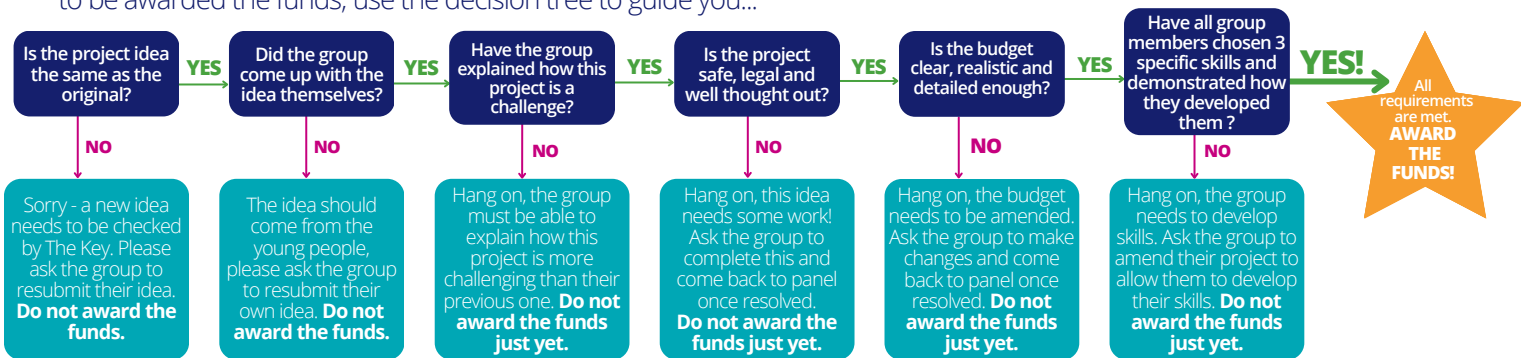 to be awarded the funds, use the decision tree to guide you...
Is the project idea
the same as the
original?
YES
Did the group
come up with the
idea themselves?
YES
Have the group
explained how this
project is a
challenge?
YES
Is the project
safe, legal and
well thought out?
YES
Is the budget
clear, realistic and
detailed enough?
YES
Have all group
members chosen 3
specific skills and
demonstrated how
they developed
them ?
YES!
All
requirements
are met.
AWARD
THE
FUNDS!
NO
NO
NO
NO
NO
NO
Sorry - a new idea
needs to be checked
by The Key. Please
ask the group to
resubmit their idea.
Do not award the
funds.
The idea should
come from the
young people,
please ask the group
to resubmit their
own idea. Do not
award the funds.
Hang on, the group
must be able to
explain how this
project is more
challenging than their
previous one. Do not
award the funds
just yet.
Hang on, this idea
needs some work!
Ask the group to
complete this and
come back to panel
once resolved.
Do not award the
funds just yet.
Hang on, the budget
needs to be amended.
Ask the group to make
changes and come
back to panel once
resolved. Do not
award the funds
just yet.
Hang on, the group
needs to develop
skills. Ask the group to
amend their project to
allow them to develop
their skills. Do not
award the funds
just yet.